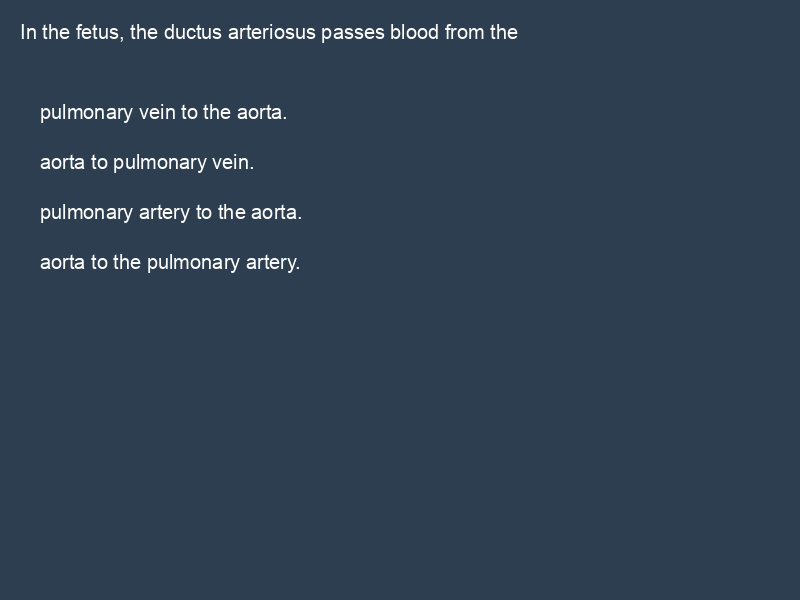 In the fetus, the ductus arteriosus passes blood from the
pulmonary vein to the aorta.
aorta to pulmonary vein.
pulmonary artery to the aorta.
aorta to the pulmonary artery.